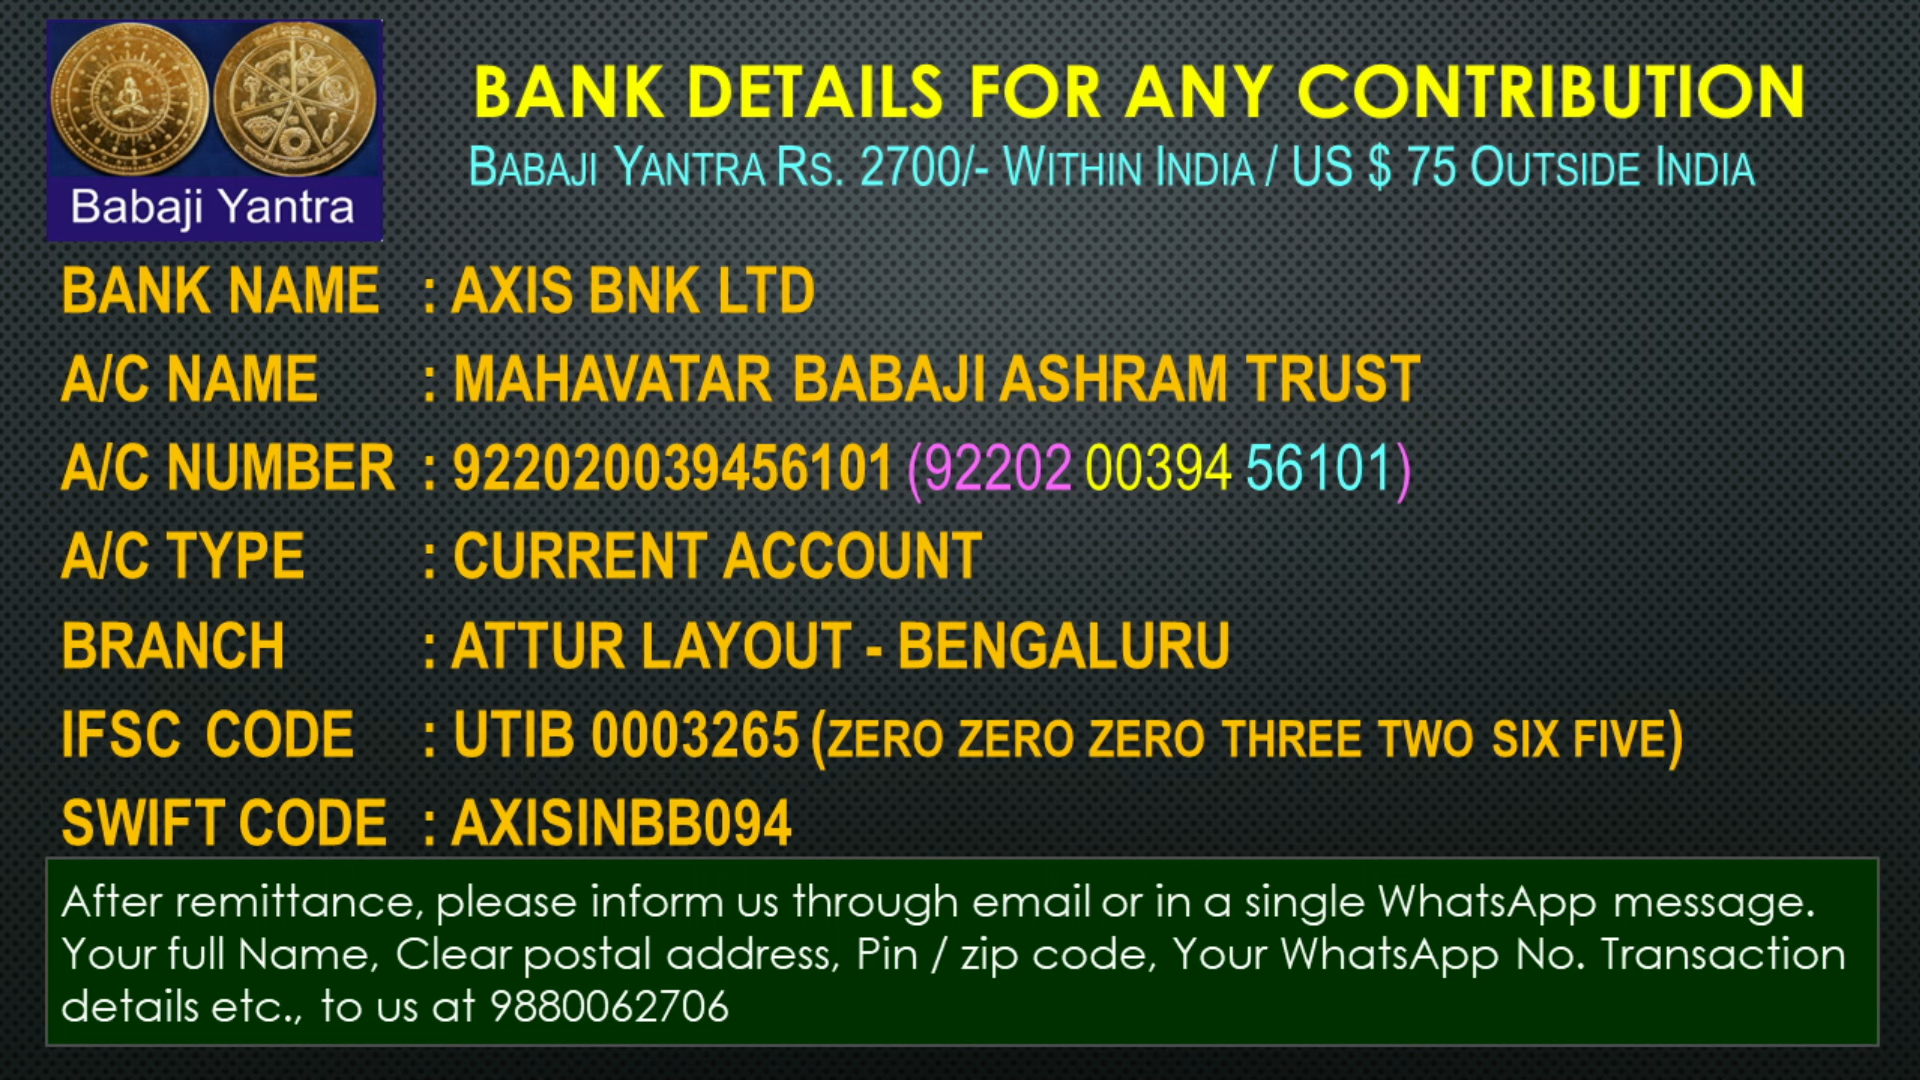 BANK DETAILS FOR ANY CONTRIBUTION
BABAJI YANTRA RS. 2700/- WITHIN INDIA / US $ 75 OUTSIDE INDIA
Babaji Yantra
BANK NAME : AXIS BNK LTD
A/C NAME : MAHAVATAR BABAJI ASHRAM TRUST
A/C NUMBER : 922020039456101 (92202 00394 56101)
A/C TYPE : CURRENT ACCOUNT
BRANCH : ATTUR LAYOUT - BENGALURU
IFSC CODE : UTIB 0003265 (ZERO ZERO ZERO THREE TWO SIX FIVE)
SWIFT CODE : AXISINBB094
After remittance, please inform us through email or in a single WhatsApp message.
Your full Name, Clear postal address, Pin / zip code, Your WhatsApp No. Transaction
details etc., to us at 9880062706